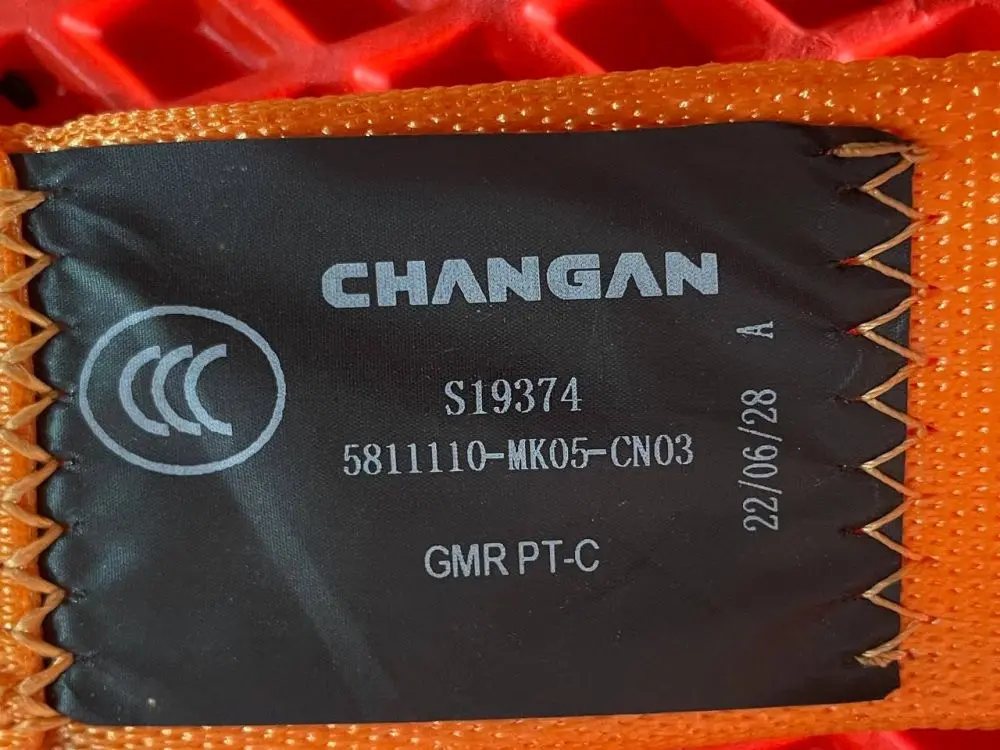 CHANGAN
CCC
S19374
5811110-MK05-CN03
GMR PT-C
22/06/28 A